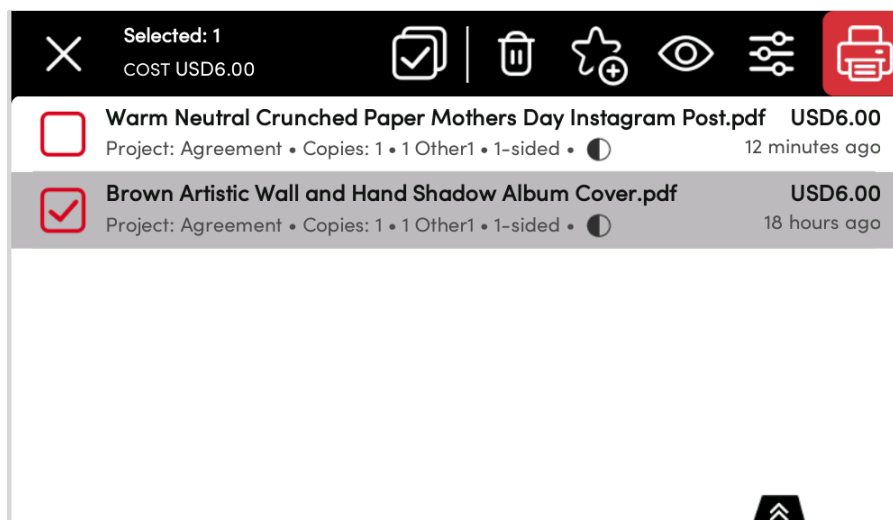 Selected: 1
COST USD6.00
Warm Neutral Crunched Paper Mothers Day Instagram Post.pdf USD6.00
Project: Agreement • Copies: 1 • 1 Other1 • 1-sided • 12 minutes ago
Brown Artistic Wall and Hand Shadow Album Cover.pdf USD6.00
Project: Agreement • Copies: 1 • 1 Other1 • 1-sided • 18 hours ago